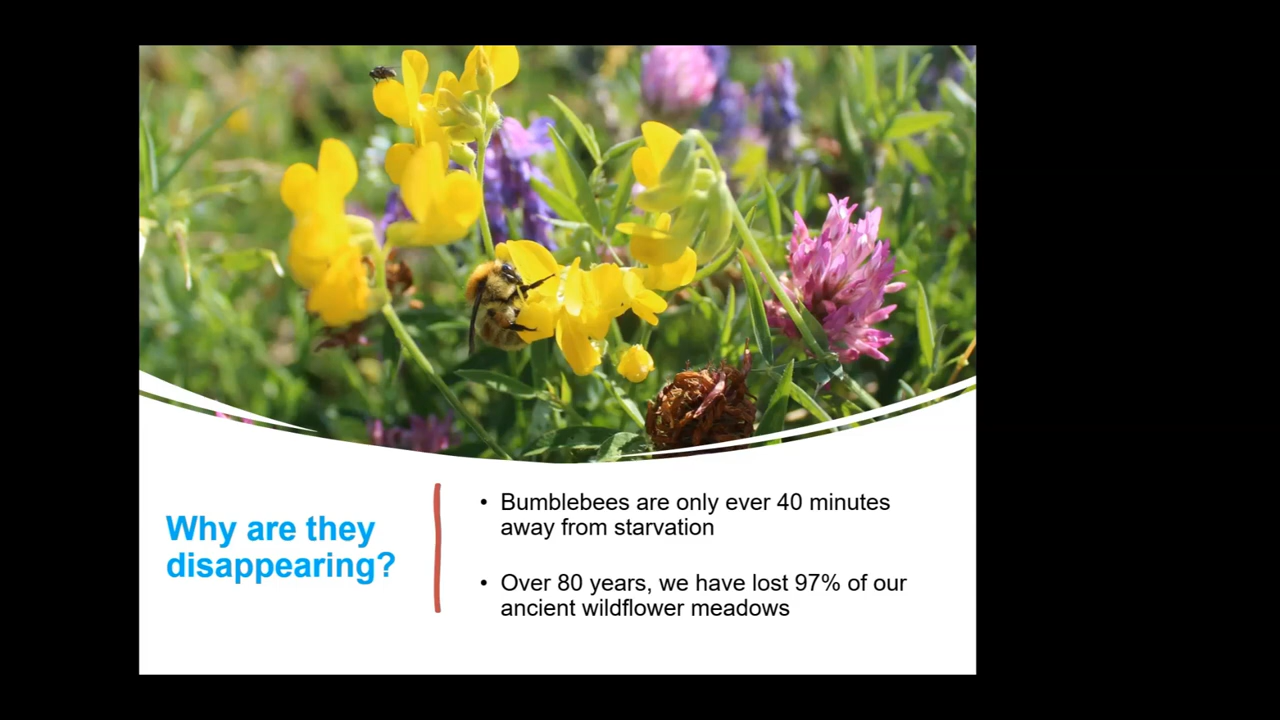 Why are they
disappearing?
• Bumblebees are only ever 40 minutes
away from starvation
• Over 80 years, we have lost 97% of our
ancient wildflower meadows